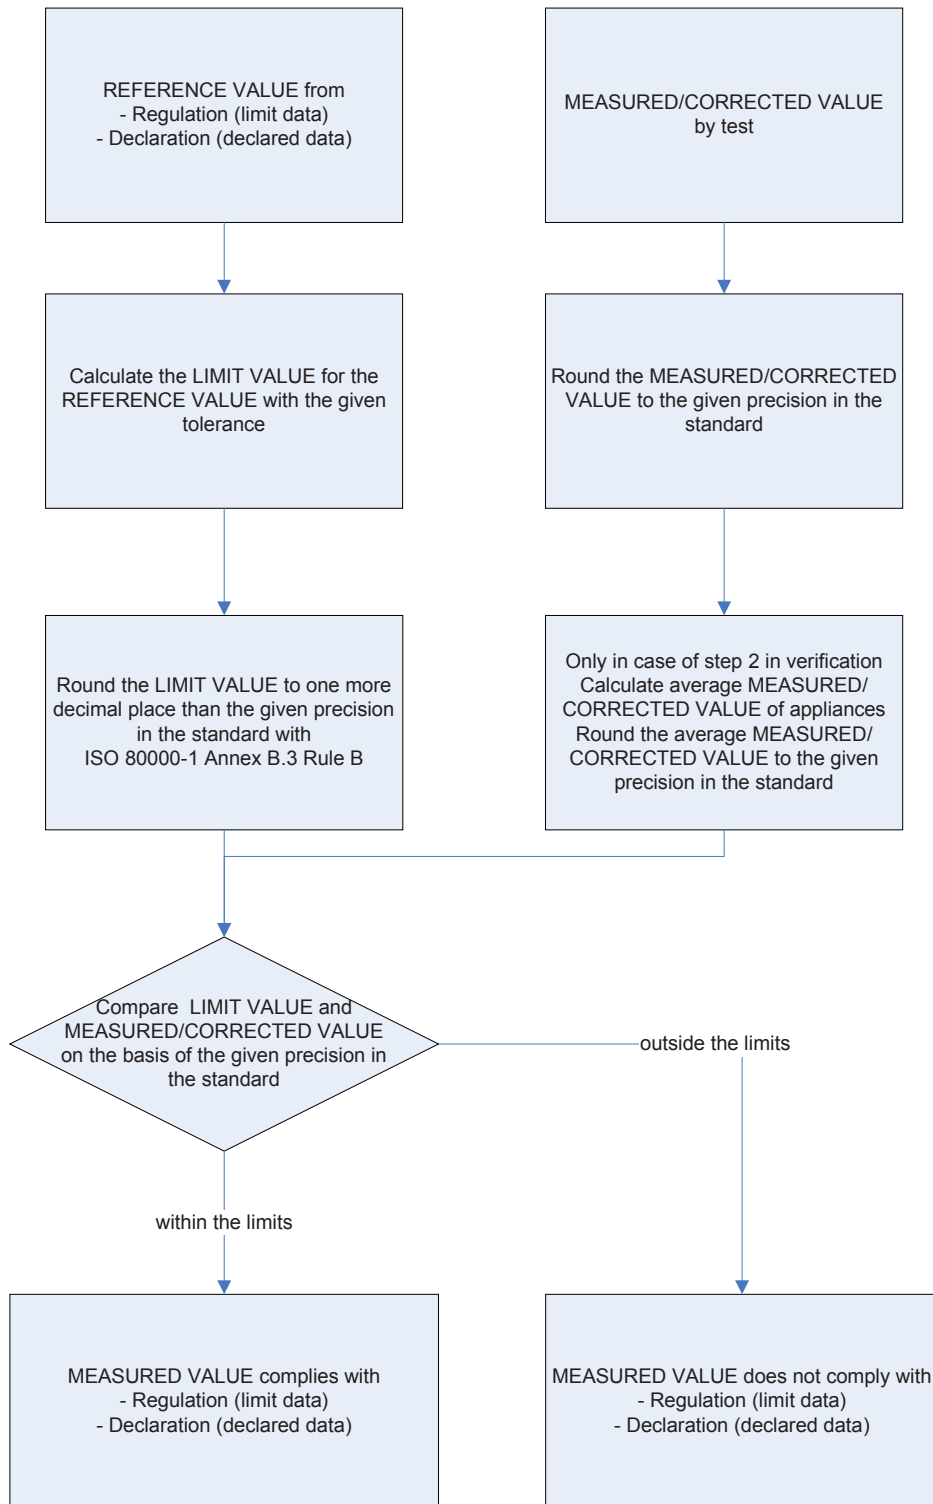 REFERENCE VALUE from
- Regulation (limit data)
- Declaration (declared data)
MEASURED/CORRECTED VALUE
by test
Calculate the LIMIT VALUE for the
REFERENCE VALUE with the given
tolerance
Round the MEASURED/CORRECTED
VALUE to the given precision in the
standard
Round the LIMIT VALUE to one more
decimal place than the given precision
in the standard with
ISO 80000-1 Annex B.3 Rule B
Only in case of step 2 in verification
Calculate average MEASURED/
CORRECTED VALUE of appliances
Round the average MEASURED/
CORRECTED VALUE to the given
precision in the standard
Compare LIMIT VALUE and
MEASURED/CORRECTED VALUE
on the basis of the given precision in
the standard
outside the limits
within the limits
MEASURED VALUE complies with
- Regulation (limit data)
- Declaration (declared data)
MEASURED VALUE does not comply with
- Regulation (limit data)
- Declaration (declared data)